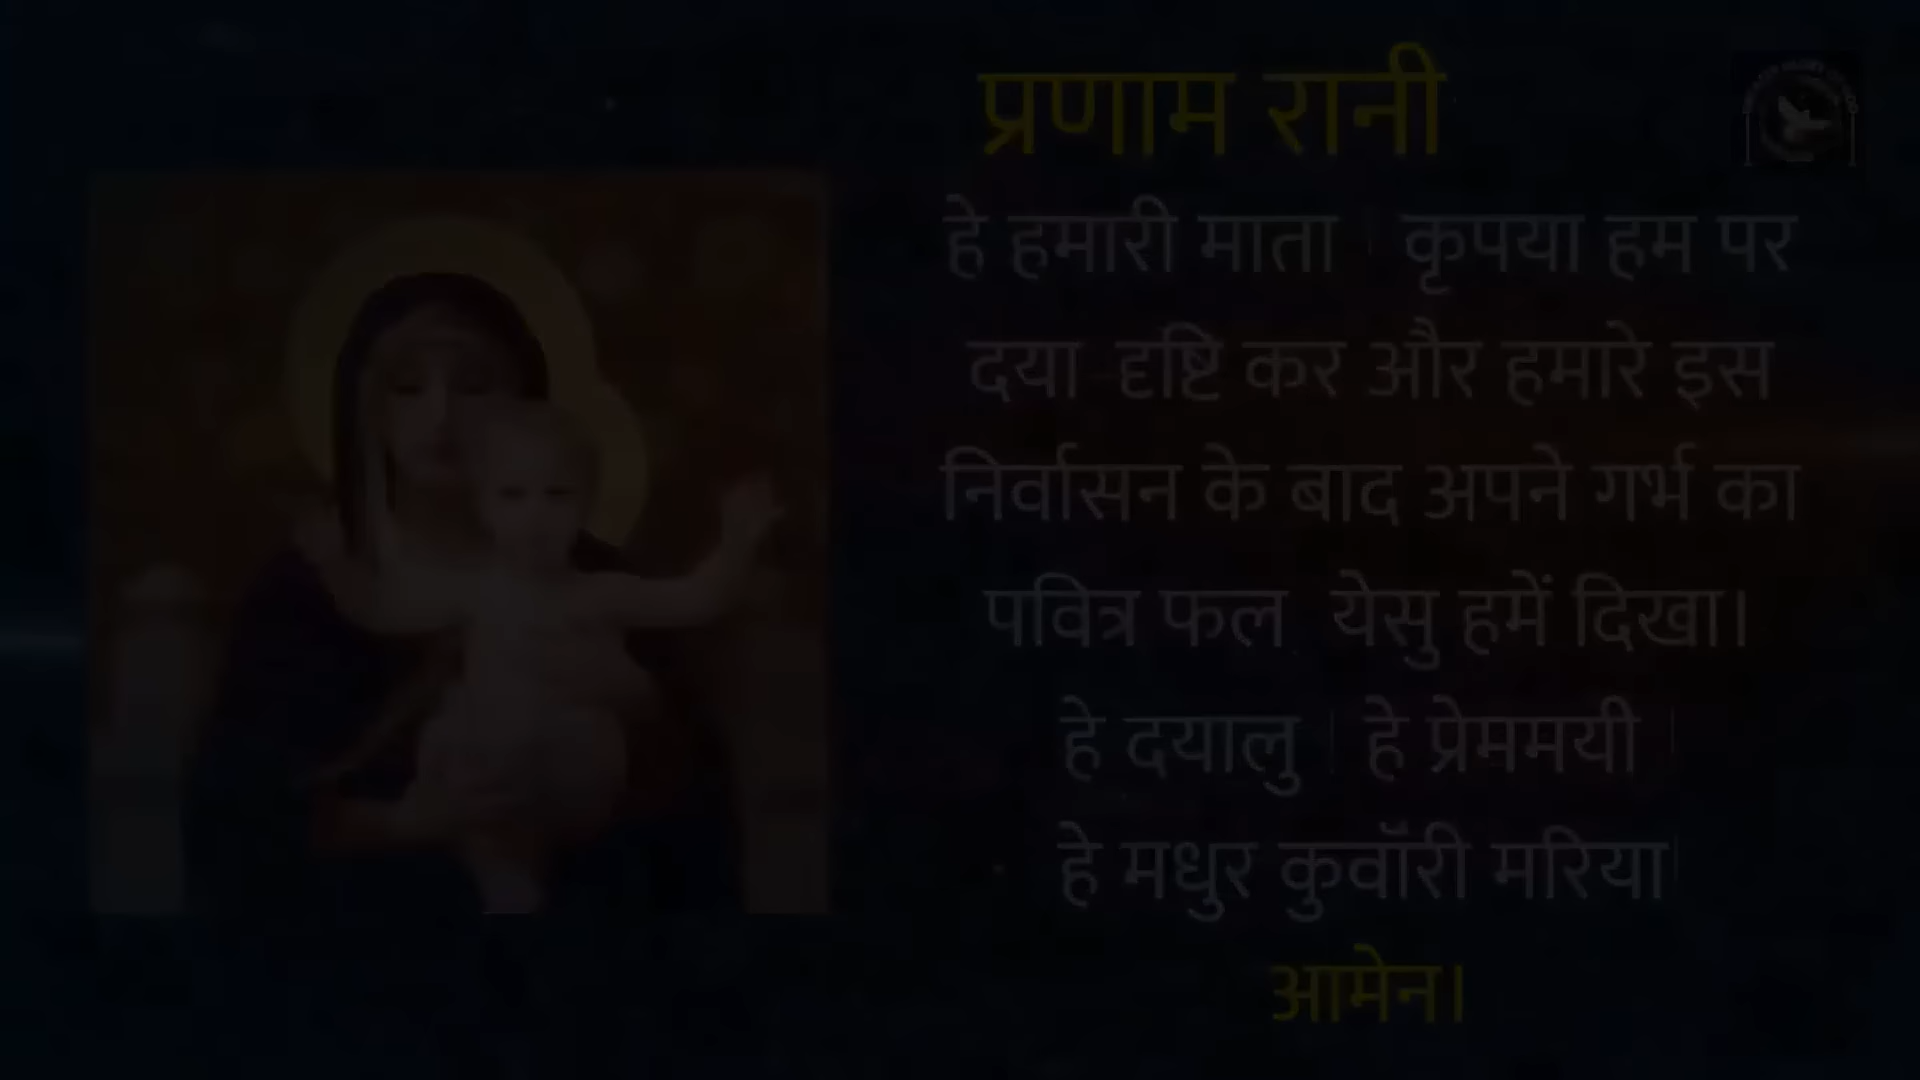 प्रणाम रानी
हे हमारी माता । कृपया हम पर
दया दृष्टि कर और हमारे इस
निर्वासन के बाद अपने गर्भ का
पवित्र फल, येसु हमें दिखा।
हे दयालु । हे प्रेममयी ।
हे मधुर कुवाँरी मरिया।
आमेन।